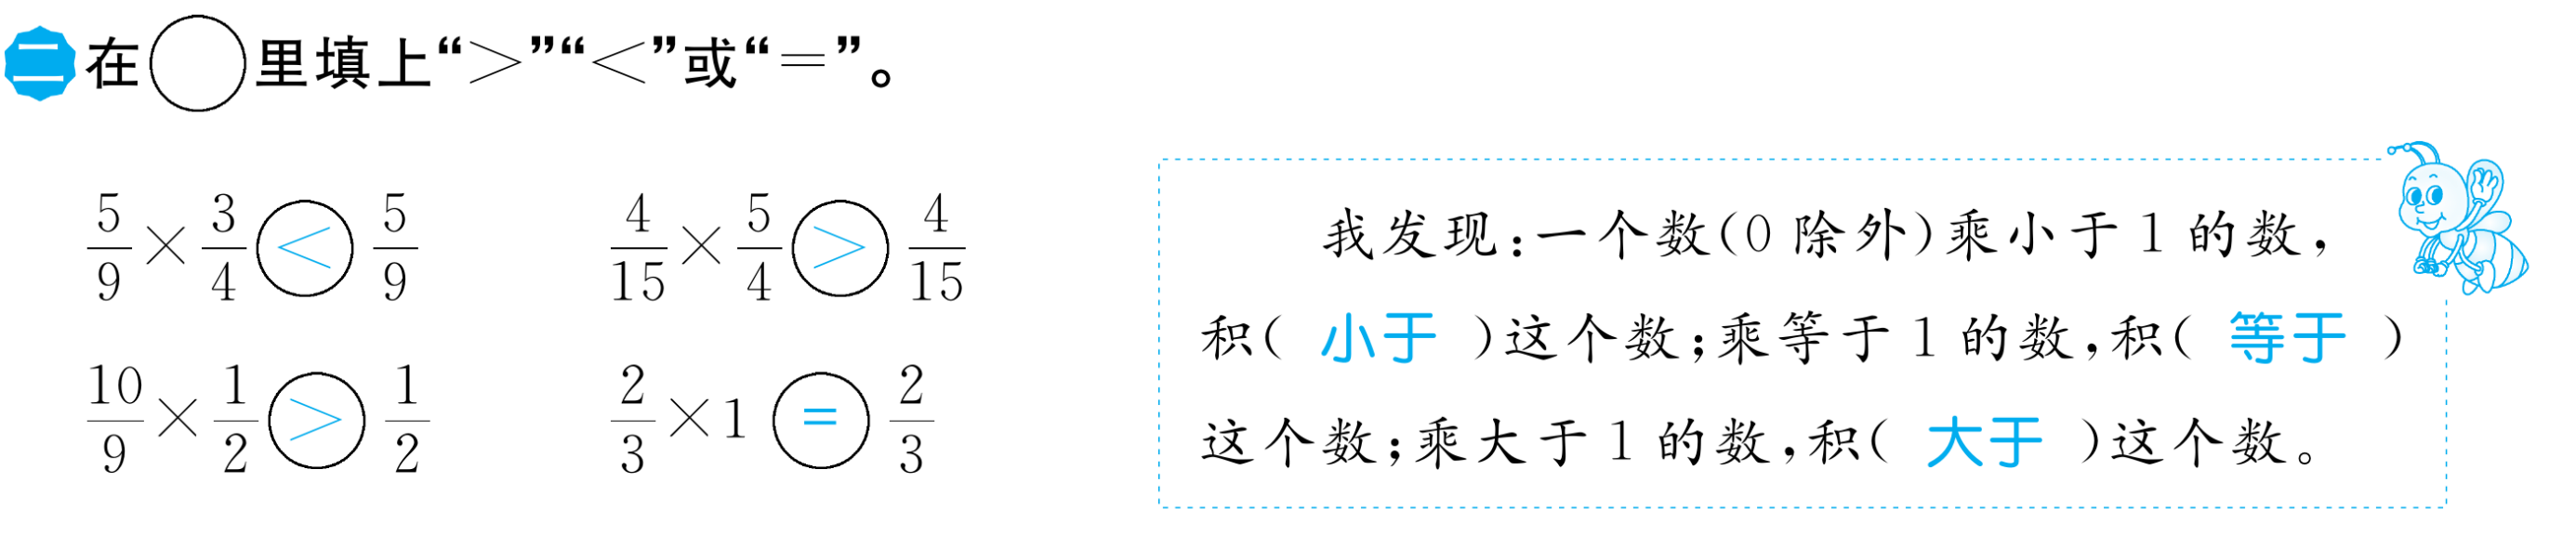 二 在○里填上“>”“<”或“=”。
5/9 × 3/4 < 5/9  4/15 × 5/4 > 4/15
10/9 × 1/2 > 1/2  2/3 × 1 = 2/3
我发现:一个数(0 除外)乘小于 1 的数,
积( 小于 )这个数;乘等于 1 的数,积( 等于 )
这个数;乘大于 1 的数,积( 大于 )这个数。